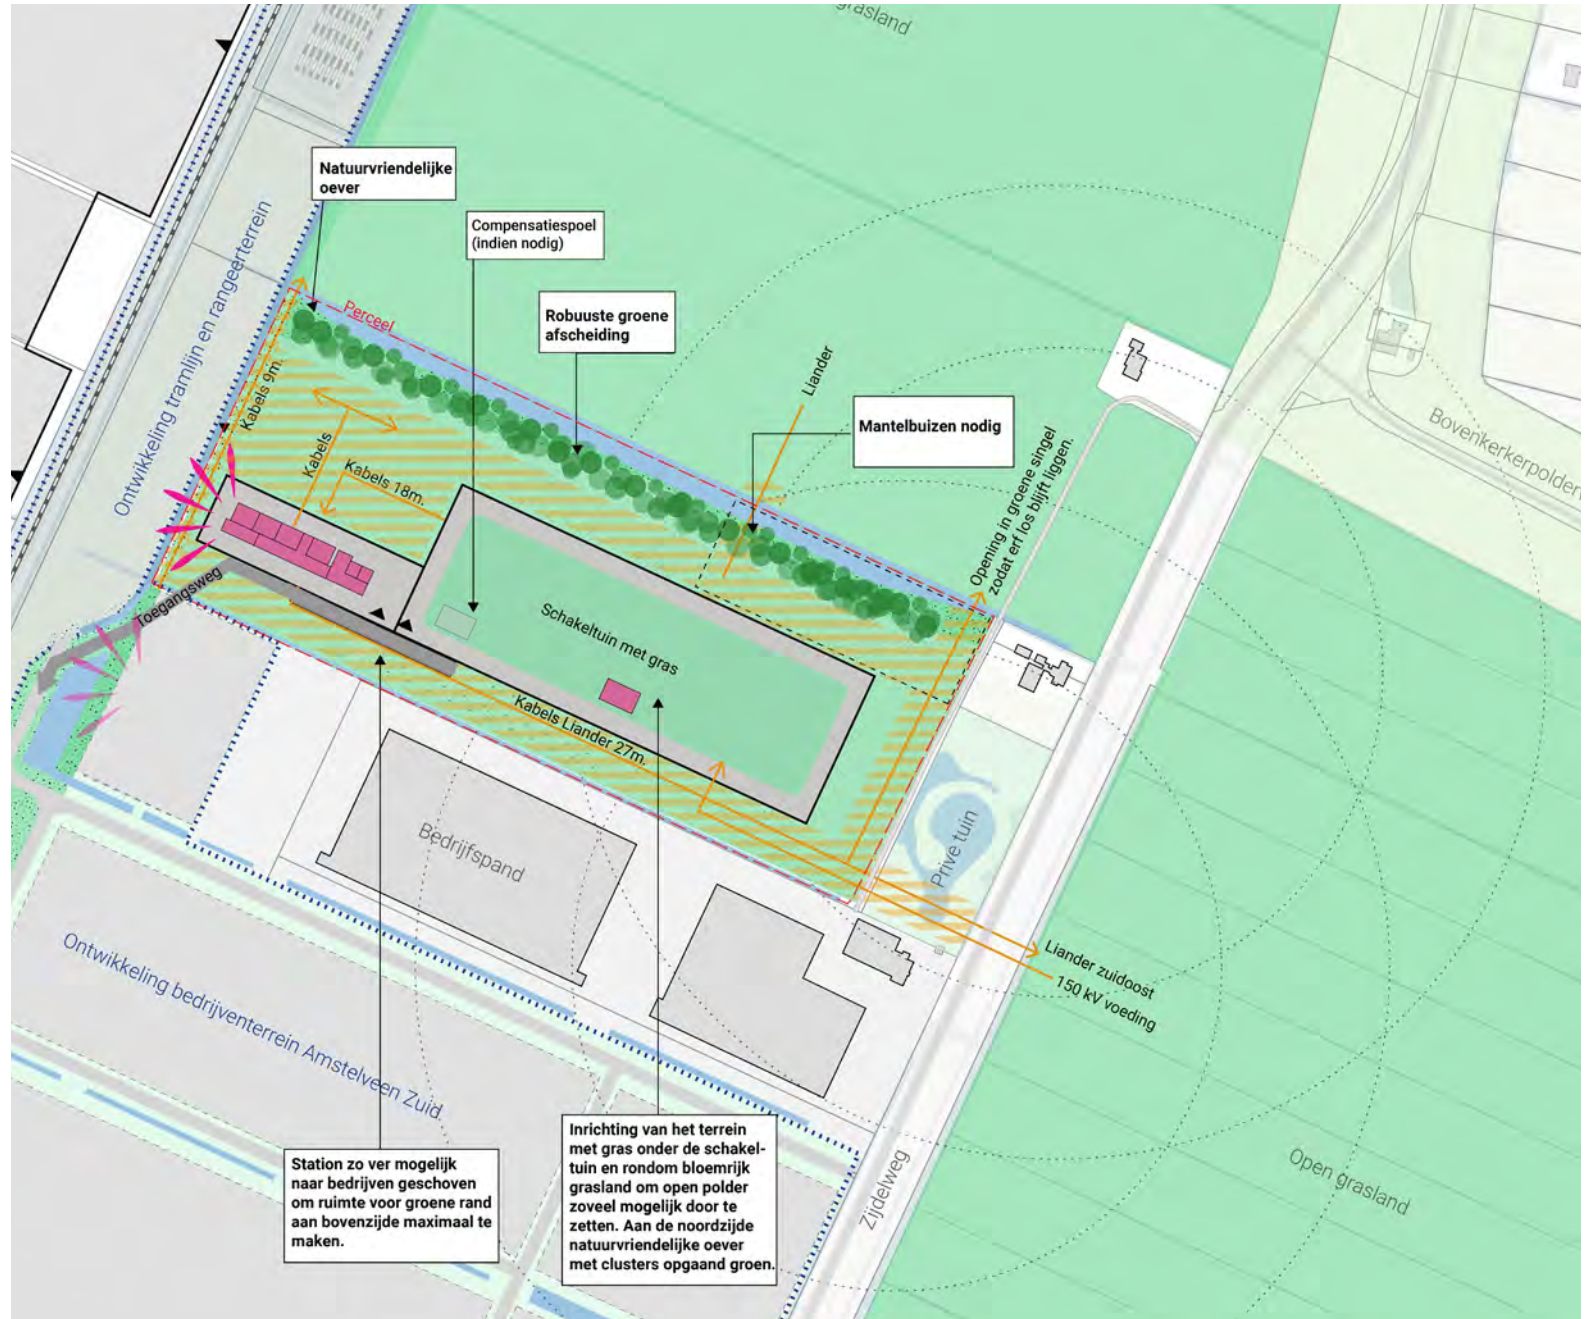 grasland
Natuurvriendelijke
oever
Compensatiespoel
(indien nodig)
Robuuste groene
afscheiding
Perceel
Ontwikkeling tramlijn en rangeerterrein
Kabels 9m.
Kabels
Kabels 18m.
Liander
Mantelbuizen nodig
Opening in groene singel
zodat erf los blijft liggen.
Bovenkerkerpolder
Toegangsweg
Schakeltuin met gras
Kabels Liander 27m.
Bedrijfspand
Prive tuin
Liander zuidoost
150 kV voeding
Ontwikkeling bedrijventerrein Amstelveen Zuid
Zijdelweg
Open grasland
Station zo ver mogelijk
naar bedrijven geschoven
om ruimte voor groene rand
aan bovenzijde maximaal te
maken.
Inrichting van het terrein
met gras onder de schakel-
tuin en rondom bloemrijk
grasland om open polder
zoveel mogelijk door te
zetten. Aan de noordzijde
natuurvriendelijke oever
met clusters opgaand groen.